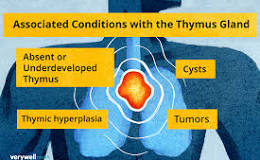 Associated Conditions with the Thymus Gland
Absent or
Underdeveloped
Thymus
Cysts
Thymic hyperplasia
Tumors
verywell